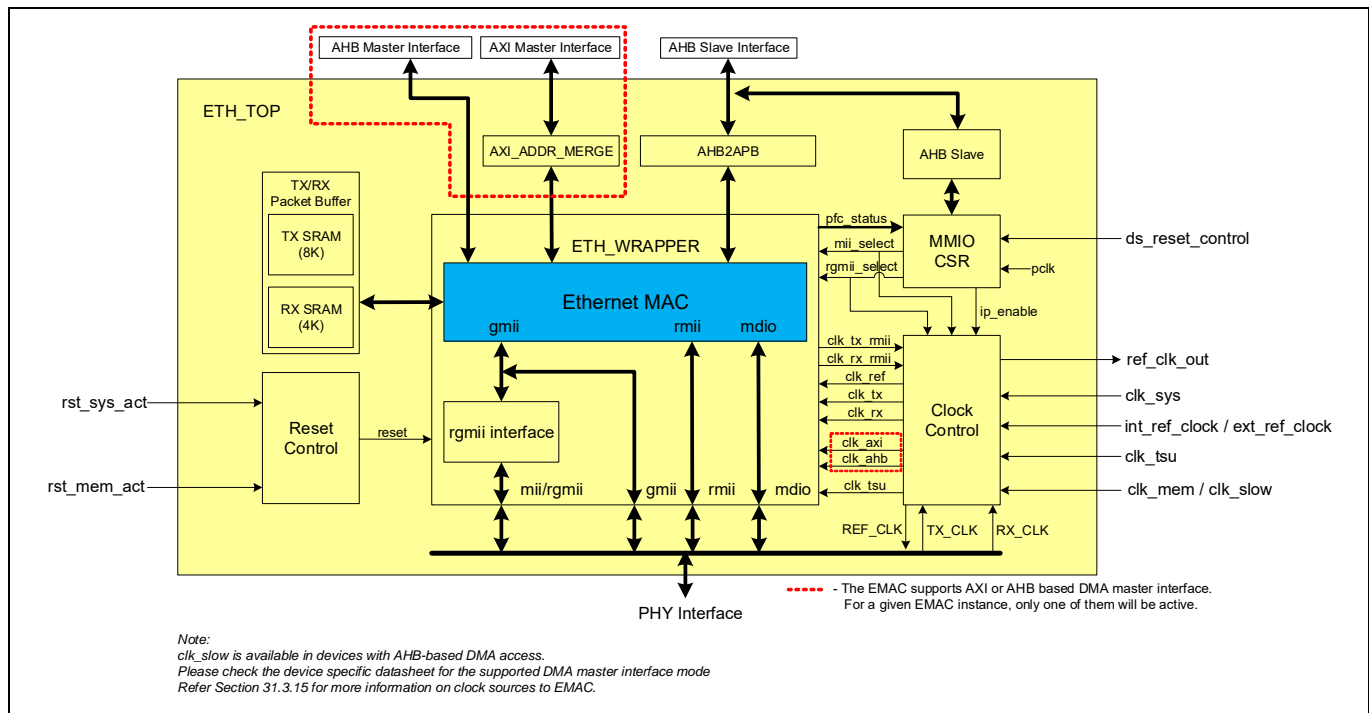 AHB Master Interface
AXI Master Interface
AHB Slave Interface
ETH_TOP
AXI_ADDR_MERGE
AHB2APB
AHB Slave
TX/RX
Packet Buffer
TX SRAM
(8K)
RX SRAM
(4K)
ETH_WRAPPER
Ethernet MAC
gmii
rmii
mdio
pfc_status
mii_select
rgmii_select
MMIO
CSR
ds_reset_control
pclk
ip_enable
clk_tx_rmii
clk_rx_rmii
clk_ref
clk_tx
clk_rx
clk_axi
clk_ahb
clk_tsu
Clock
Control
ref_clk_out
clk_sys
int_ref_clock / ext_ref_clock
clk_tsu
clk_mem / clk_slow
rst_sys_act
rst_mem_act
Reset
Control
reset
rgmii interface
mii/rgmii
gmii
rmii
mdio
REF_CLK
TX_CLK
RX_CLK
PHY Interface
- The EMAC supports AXI or AHB based DMA master interface.
For a given EMAC instance, only one of them will be active.
Note:
clk_slow is available in devices with AHB-based DMA access.
Please check the device specific datasheet for the supported DMA master interface mode
Refer Section 31.3.15 for more information on clock sources to EMAC.